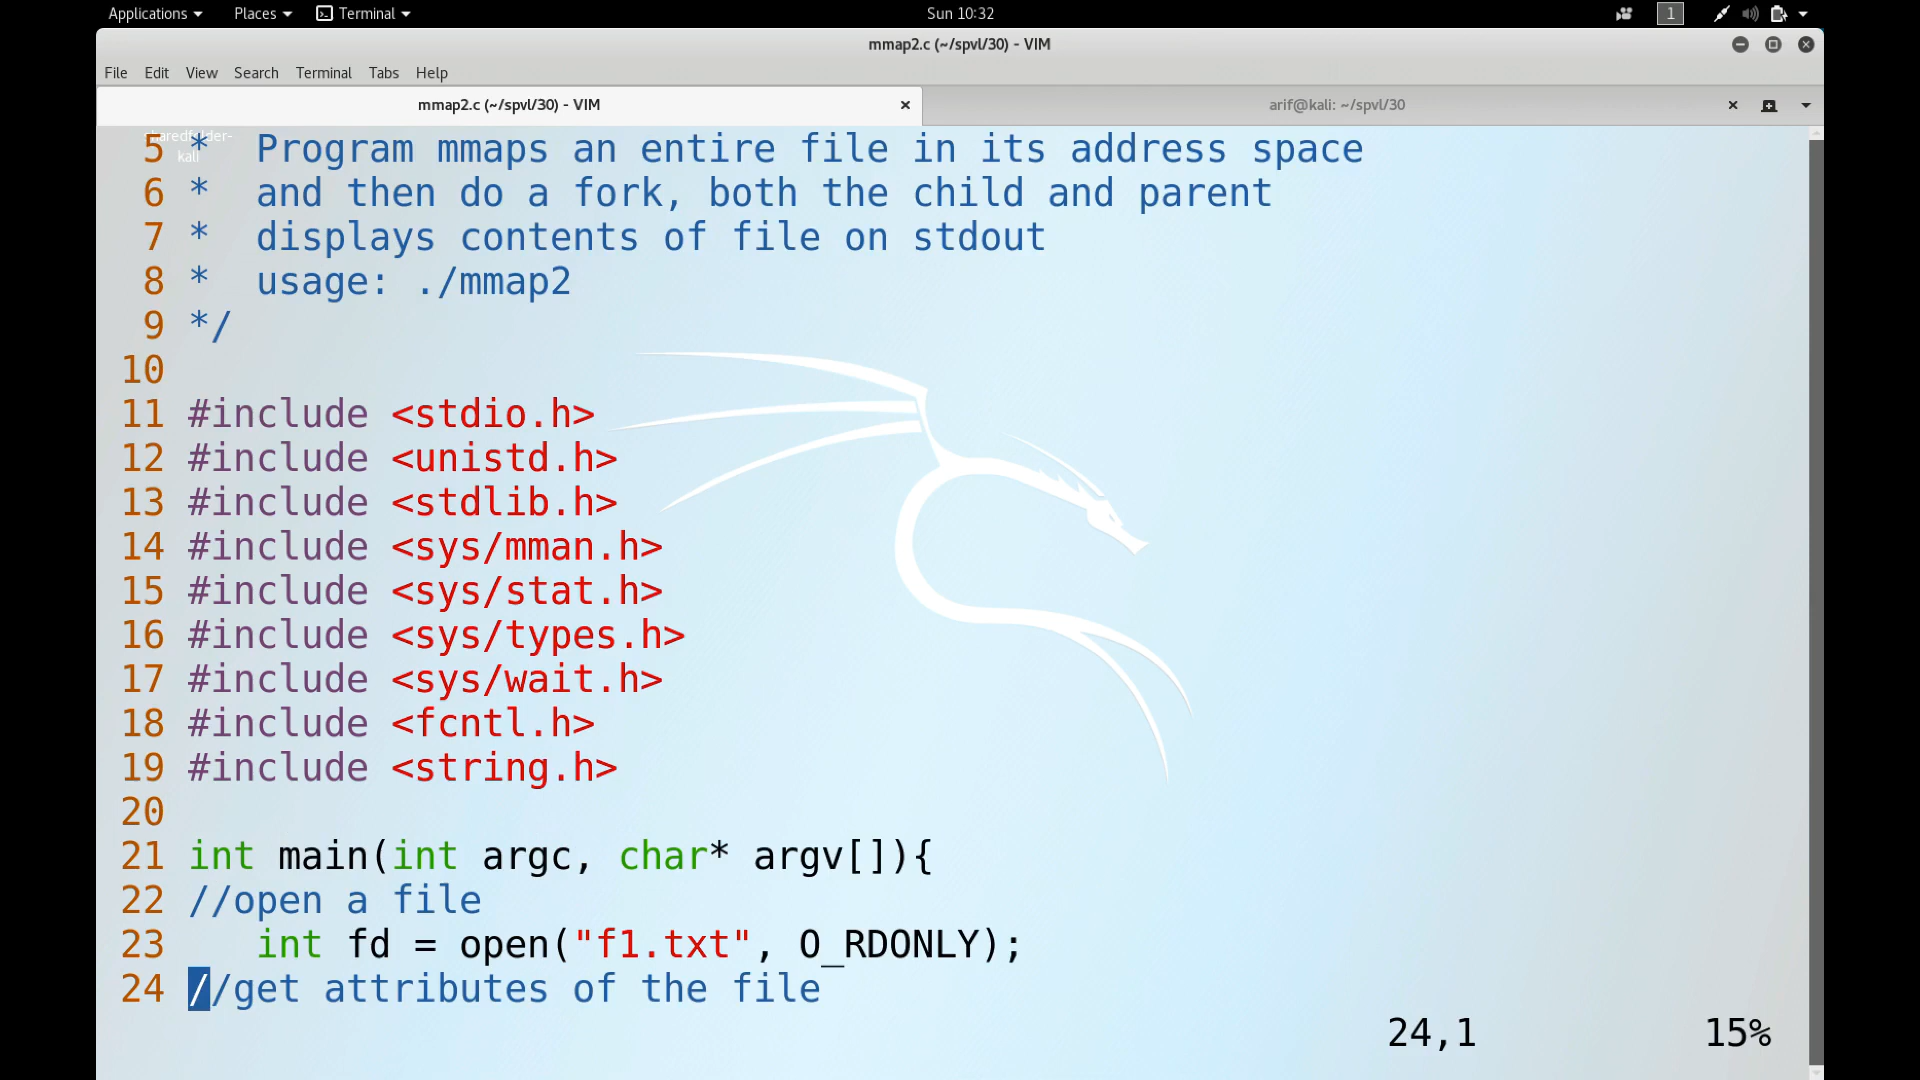 Applications Places Terminal Sun 10:32 1
mmap2.c (~/spvl/30) - VIM
File Edit View Search Terminal Tabs Help
mmap2.c (~/spvl/30) - VIM arif@kali: ~/spvl/30
sharedfolder-
kali
5 *  Program mmaps an entire file in its address space
6 *  and then do a fork, both the child and parent
7 *  displays contents of file on stdout
8 *  usage: ./mmap2
9 */
10
11 #include <stdio.h>
12 #include <unistd.h>
13 #include <stdlib.h>
14 #include <sys/mman.h>
15 #include <sys/stat.h>
16 #include <sys/types.h>
17 #include <sys/wait.h>
18 #include <fcntl.h>
19 #include <string.h>
20
21 int main(int argc, char* argv[]){
22 //open a file
23    int fd = open("f1.txt", O_RDONLY);
24 //get attributes of the file
24,1 15%